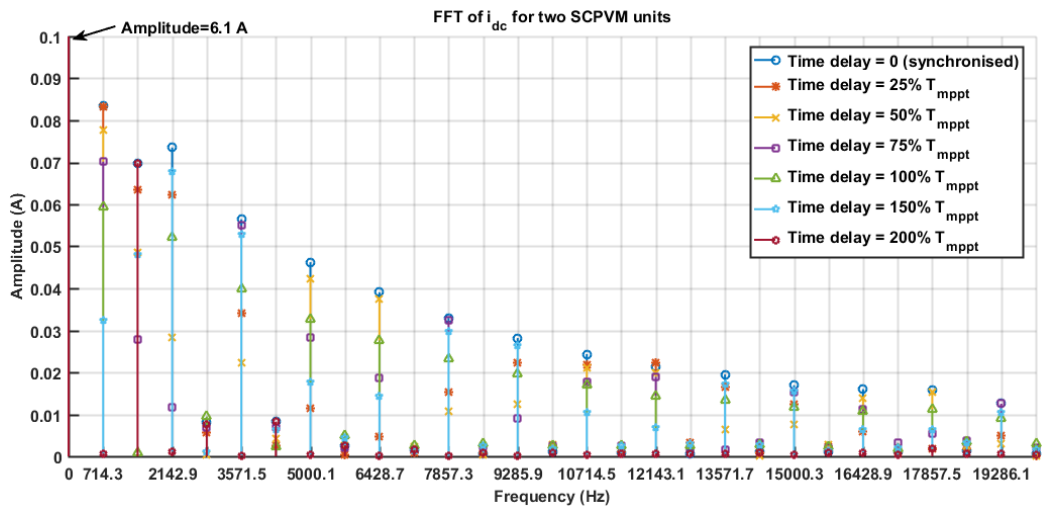 FFT of i_dc for two SCPVM units
Amplitude=6.1 A
0.1
0.09
0.08
0.07
0.06
0.05
0.04
0.03
0.02
0.01
0
Amplitude (A)
Time delay = 0 (synchronised)
Time delay = 25% T_mppt
Time delay = 50% T_mppt
Time delay = 75% T_mppt
Time delay = 100% T_mppt
Time delay = 150% T_mppt
Time delay = 200% T_mppt
0 714.3 2142.9 3571.5 5000.1 6428.7 7857.3 9285.9 10714.5 12143.1 13571.7 15000.3 16428.9 17857.5 19286.1
Frequency (Hz)